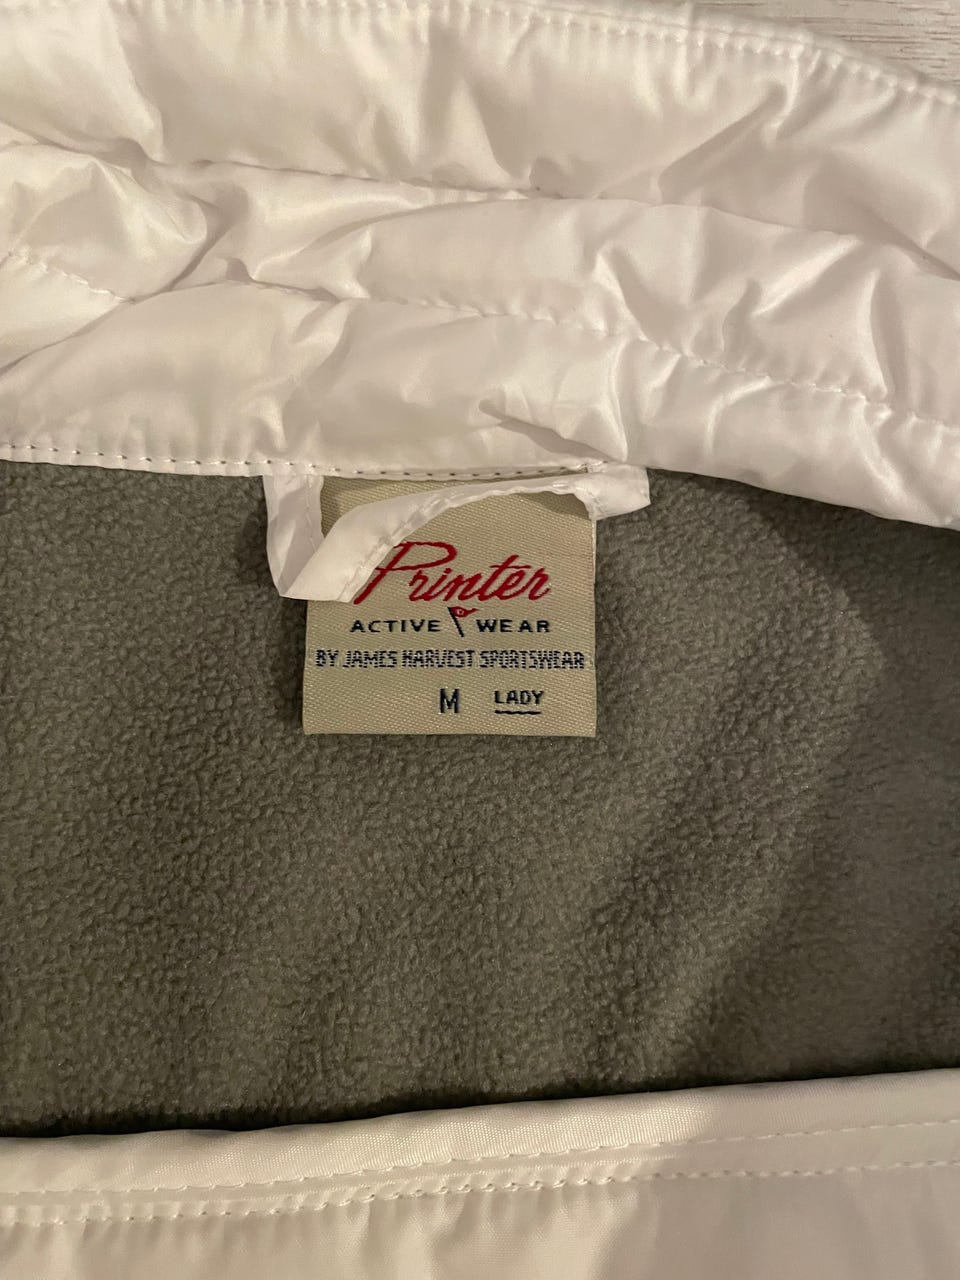 Printer
ACTIVE WEAR
BY JAMES HARVEST SPORTSWEAR
M LADY